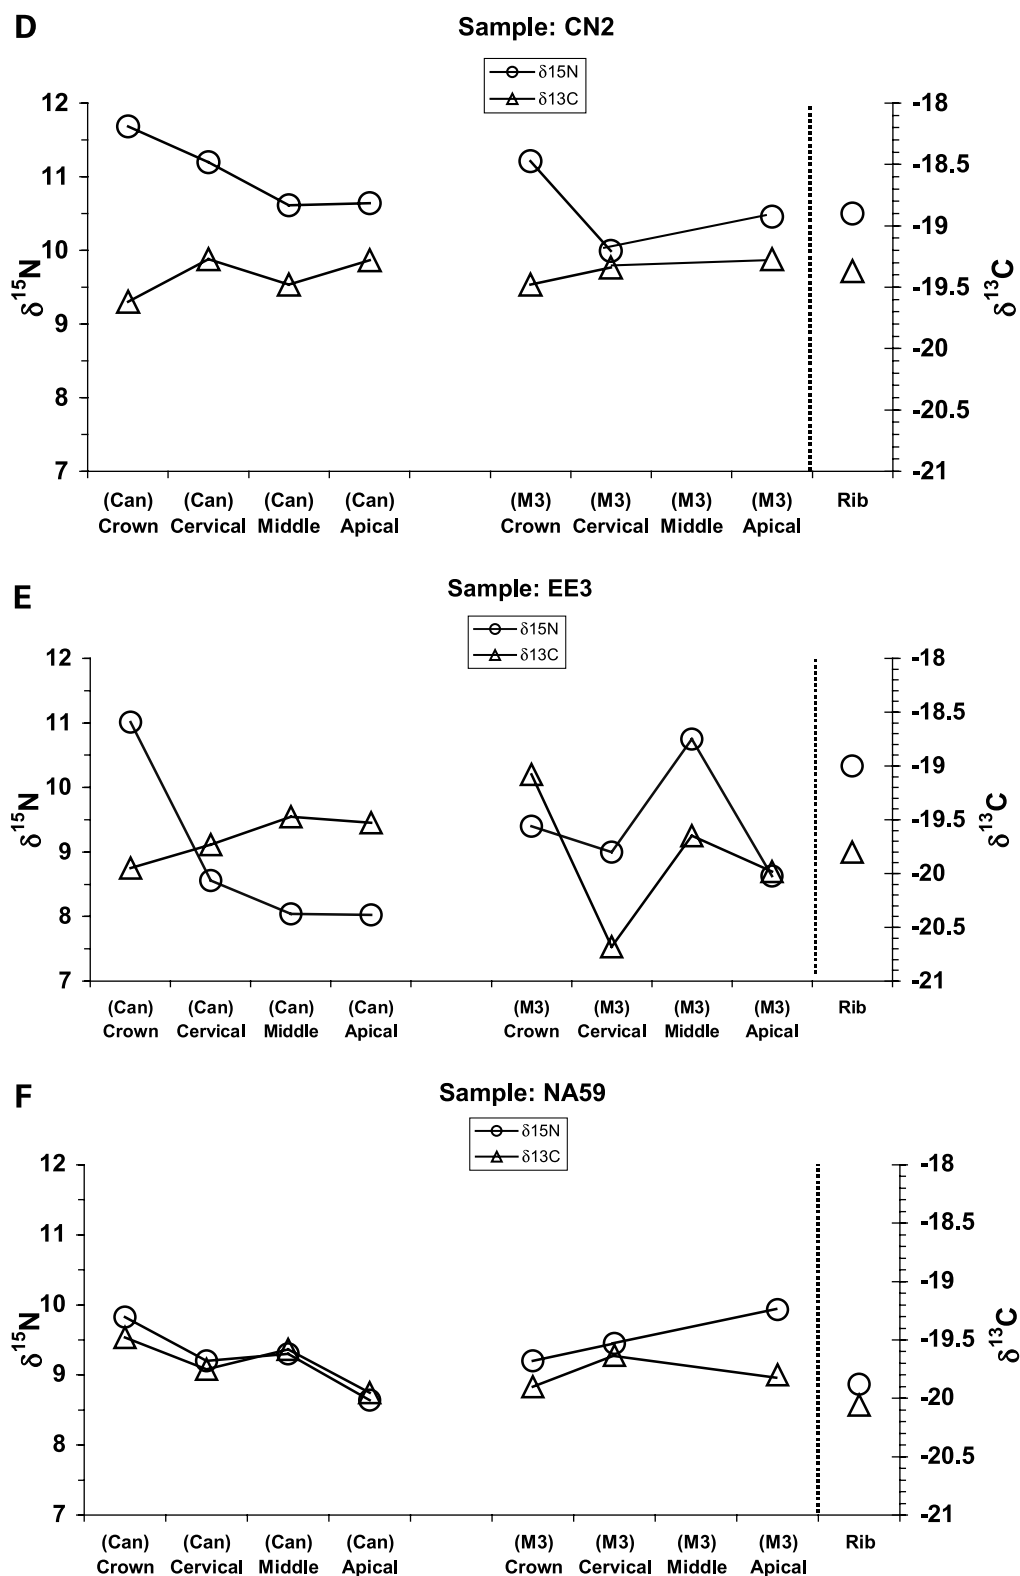 D
Sample: CN2
δ15N
δ13C
12
11
10
9
8
7
δ15N
-18
-18.5
-19
-19.5
-20
-20.5
-21
δ13C
(Can) (Can) (Can) (Can) (M3) (M3) (M3) (M3) Rib
Crown Cervical Middle Apical Crown Cervical Middle Apical
E
Sample: EE3
δ15N
δ13C
12
11
10
9
8
7
δ15N
-18
-18.5
-19
-19.5
-20
-20.5
-21
δ13C
(Can) (Can) (Can) (Can) (M3) (M3) (M3) (M3) Rib
Crown Cervical Middle Apical Crown Cervical Middle Apical
F
Sample: NA59
δ15N
δ13C
12
11
10
9
8
7
δ15N
-18
-18.5
-19
-19.5
-20
-20.5
-21
δ13C
(Can) (Can) (Can) (Can) (M3) (M3) (M3) (M3) Rib
Crown Cervical Middle Apical Crown Cervical Middle Apical